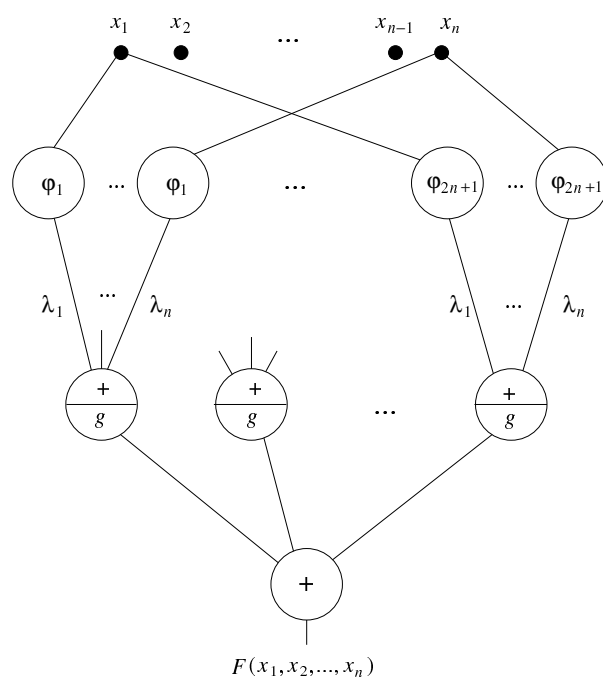 x₁ x₂ ... xₙ₋₁ xₙ
φ₁ ... φ₁ ... φ₂ₙ₊₁ ... φ₂ₙ₊₁
λ₁ ... λₙ λ₁ ... λₙ
+ + ... +
g g g
+
F(x₁,x₂,...,xₙ)